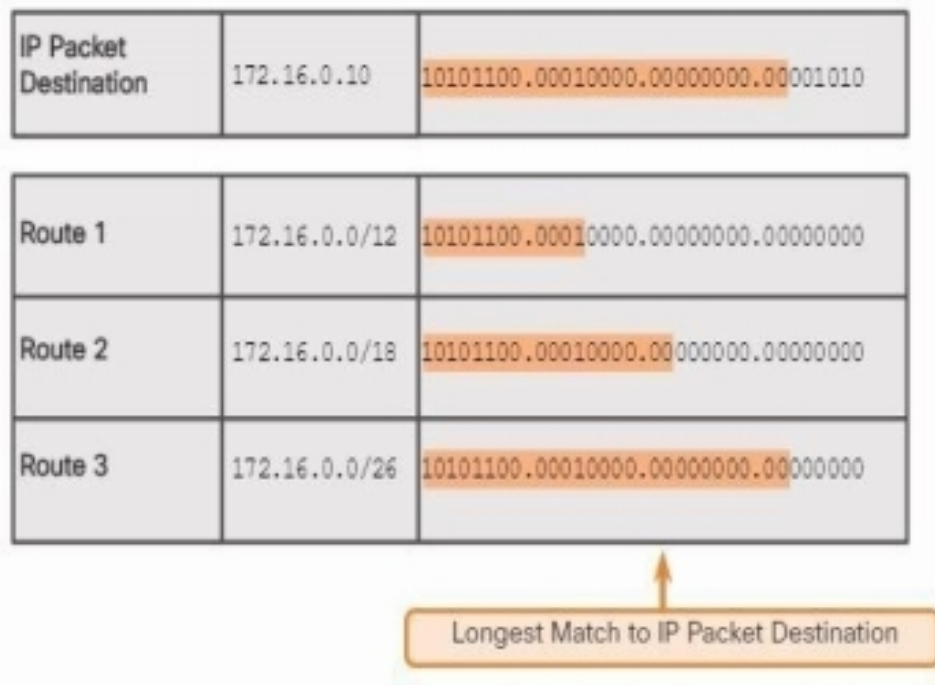 IP Packet
Destination
172.16.0.10
10101100.00010000.00000000.00001010
Route 1
172.16.0.0/12
10101100.00010000.00000000.00000000
Route 2
172.16.0.0/18
10101100.00010000.00000000.00000000
Route 3
172.16.0.0/26
10101100.00010000.00000000.00000000
Longest Match to IP Packet Destination